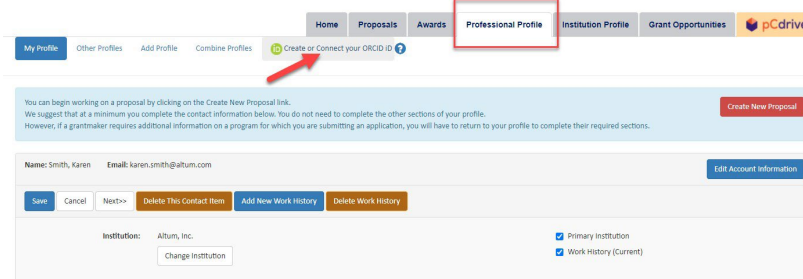 Home Proposals Awards Professional Profile Institution Profile Grant Opportunities pCdrive
My Profile Other Profiles Add Profile Combine Profiles iD Create or Connect your ORCID iD ?
You can begin working on a proposal by clicking on the Create New Proposal link.
We suggest that at a minimum you complete the contact information below. You do not need to complete the other sections of your profile.
However, if a grantmaker requires additional information on a program for which you are submitting an application, you will have to return to your profile to complete their required sections.
Create New Proposal
Name: Smith, Karen Email: karen.smith@altum.com
Edit Account Information
Save Cancel Next>> Delete This Contact Item Add New Work History Delete Work History
Institution: Altum, Inc. Primary Institution
Change Institution Work History (Current)